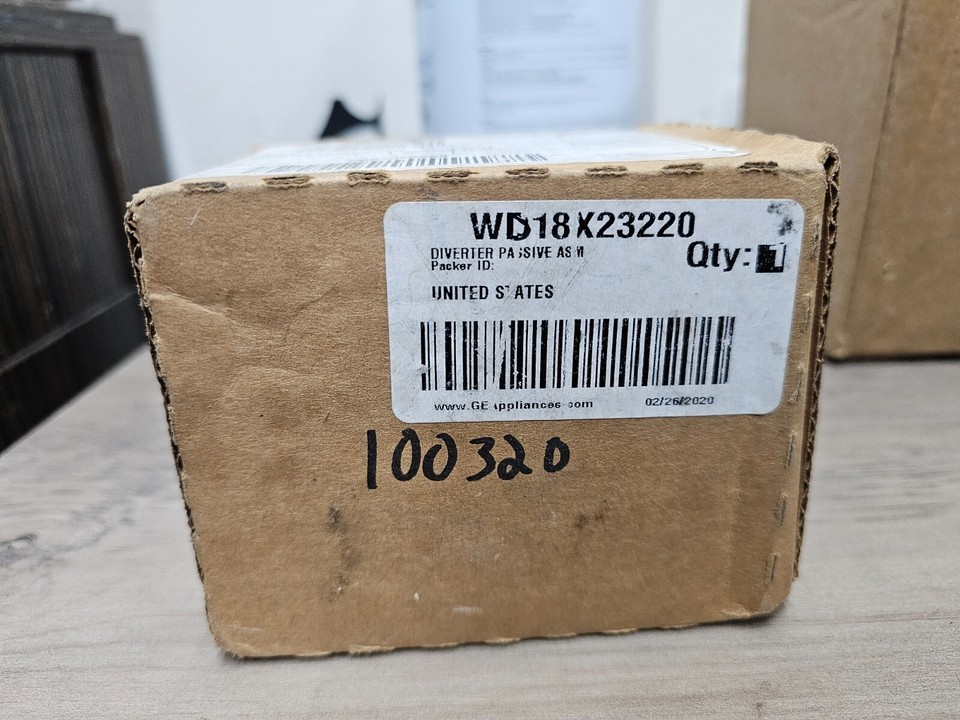 WD18X23220
DIVERTER PASSIVE ASM
Packer ID:
Qty: 1
UNITED STATES
www.GEAppliances.com
02/26/2020
100320